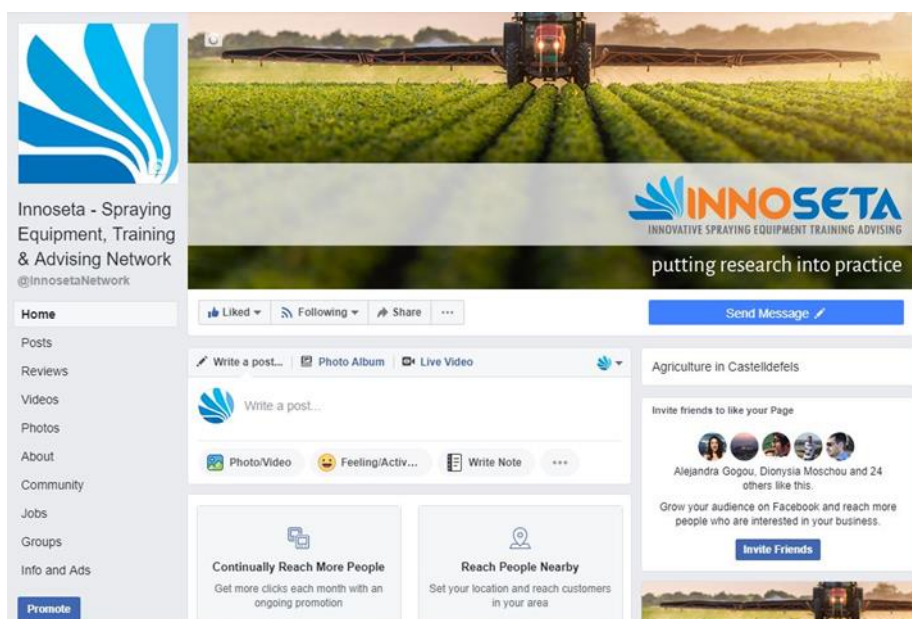 INNOSETA
INNOVATIVE SPRAYING EQUIPMENT TRAINING ADVISING
putting research into practice
Innoseta - Spraying
Equipment, Training
& Advising Network
@InnosetaNetwork
Home
Posts
Reviews
Videos
Photos
About
Community
Jobs
Groups
Info and Ads
Promote
Liked Following Share
Send Message
Write a post... Photo Album Live Video
Write a post...
Photo/Video Feeling/Activ... Write Note
Continually Reach More People
Get more clicks each month with an
ongoing promotion
Reach People Nearby
Set your location and reach customers
in your area
Agriculture in Castelldefels
Invite friends to like your Page
Alejandra Gogou, Dionysia Moschou and 24
others like this.
Grow your audience on Facebook and reach more
people who are interested in your business.
Invite Friends